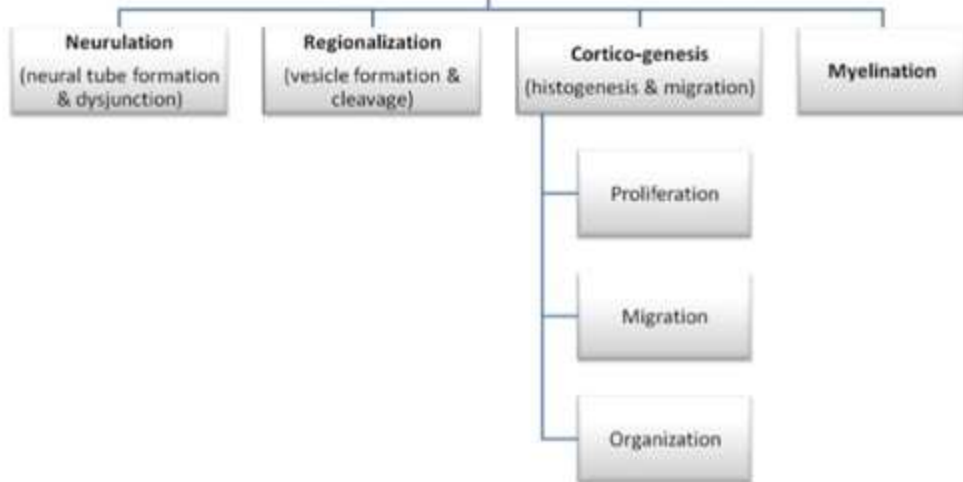 Neurulation
(neural tube formation
& dysjunction)
Regionalization
(vesicle formation &
cleavage)
Cortico-genesis
(histogenesis & migration)
Myelination
Proliferation
Migration
Organization